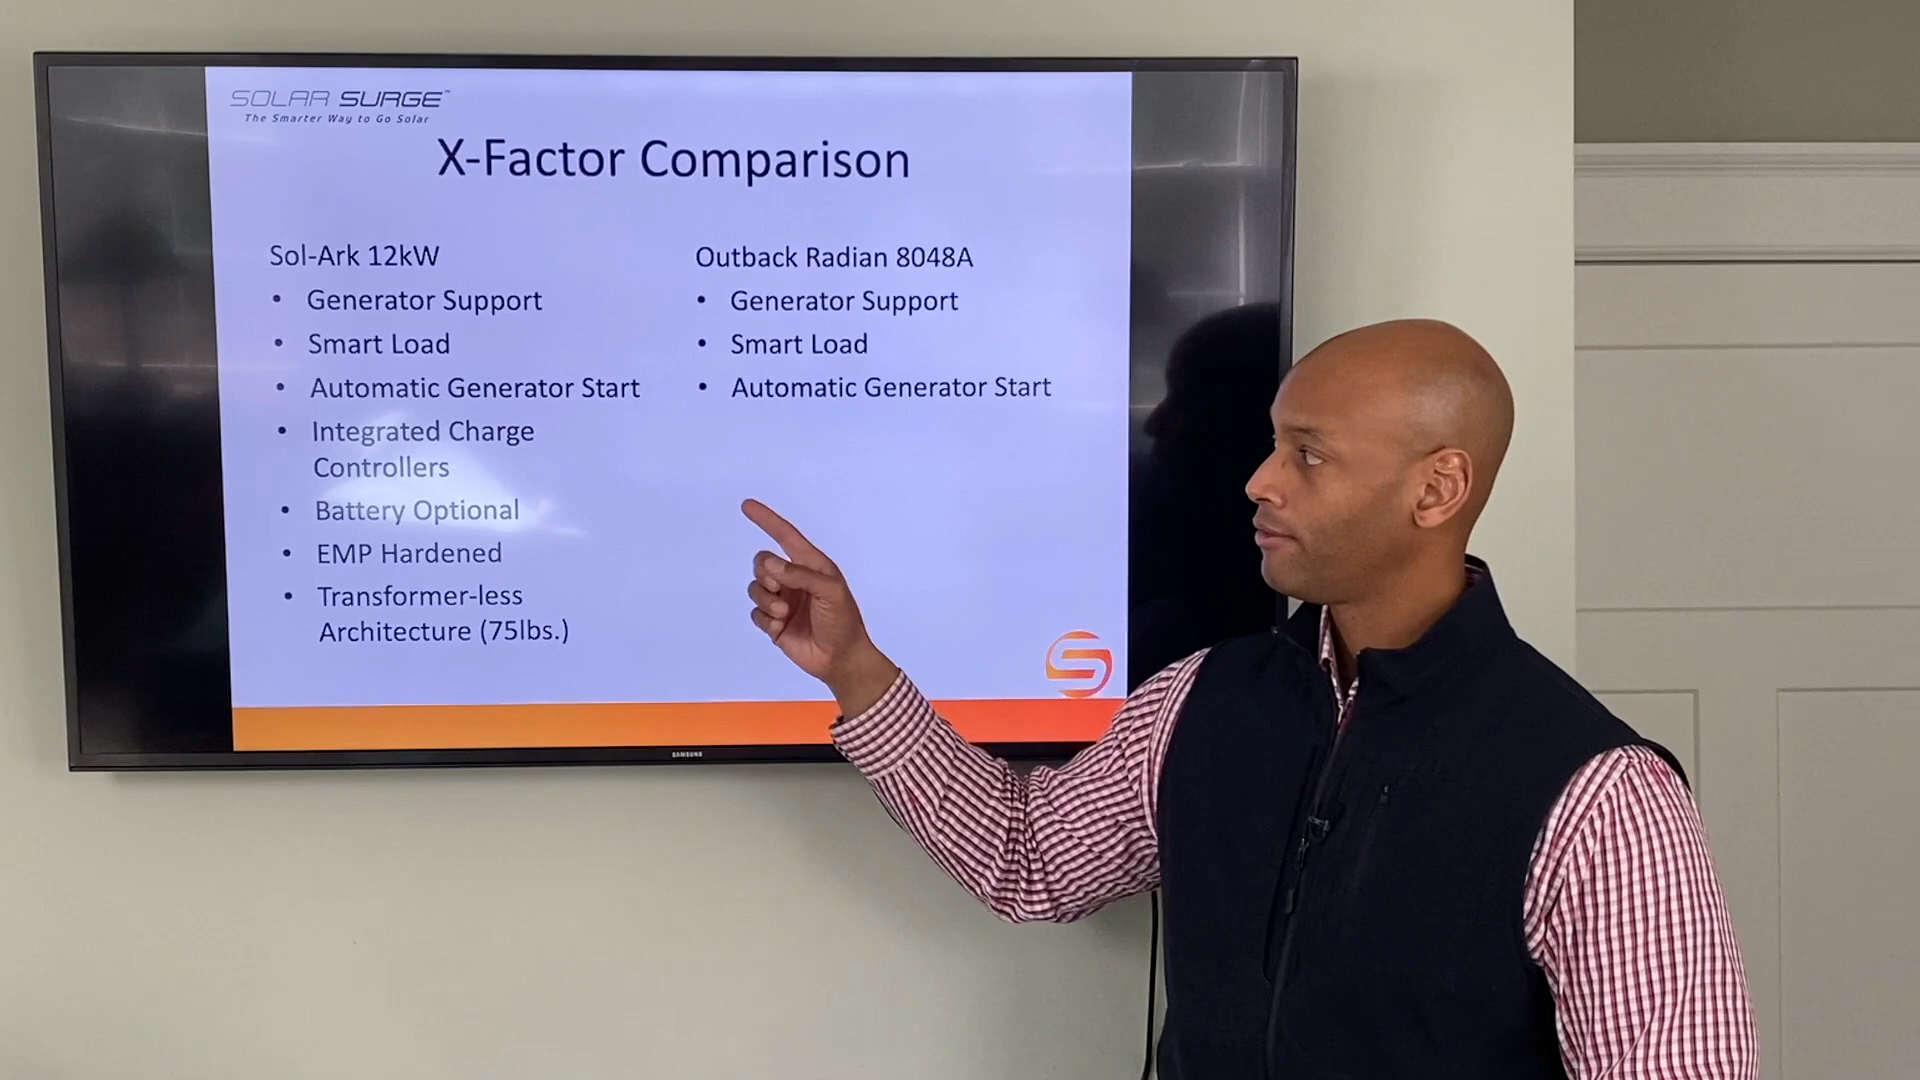 SOLAR SURGE™
The Smarter Way to Go Solar
X-Factor Comparison
Sol-Ark 12kW
• Generator Support
• Smart Load
• Automatic Generator Start
• Integrated Charge
Controllers
• Battery Optional
• EMP Hardened
• Transformer-less
Architecture (75lbs.)
Outback Radian 8048A
• Generator Support
• Smart Load
• Automatic Generator Start
SAMSUNG